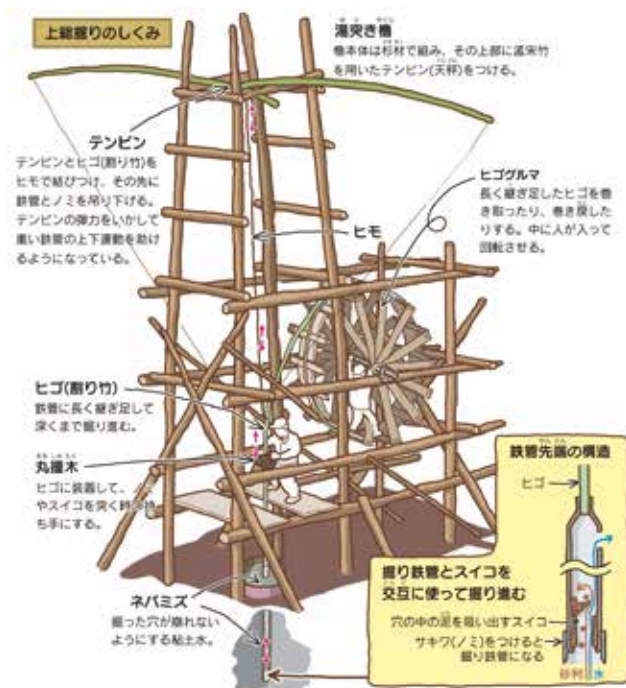 上総掘りのしくみ
湯突き櫓
櫓本体は杉材で組み、その上部に孟宗竹
を用いたテンビン(天秤)をつける。
テンビン
テンビンとヒゴ(割り竹)を
ヒモで結びつけ、その先に
鉄管とノミを吊り下げる。
テンビンの弾力をいかして
重い鉄管の上下運動を助け
るようになっている。
ヒゴグルマ
長く継ぎ足したヒゴを巻
き取ったり、巻き戻した
りする。中に人が入って
回転させる。
ヒモ
ヒゴ(割り竹)
鉄管に長く継ぎ足して
深くまで掘り進む。
丸撞木
ヒゴに装着して、
やスイコを突く時
ち手にする。
ネバミズ
掘った穴が崩れない
ようにする粘土水。
鉄管先端の構造
ヒゴ
掘り鉄管とスイコを
交互に使って掘り進む
穴の中の泥を吸い出すスイコ
サキワ(ノミ)をつけると
掘り鉄管になる
砂利 水